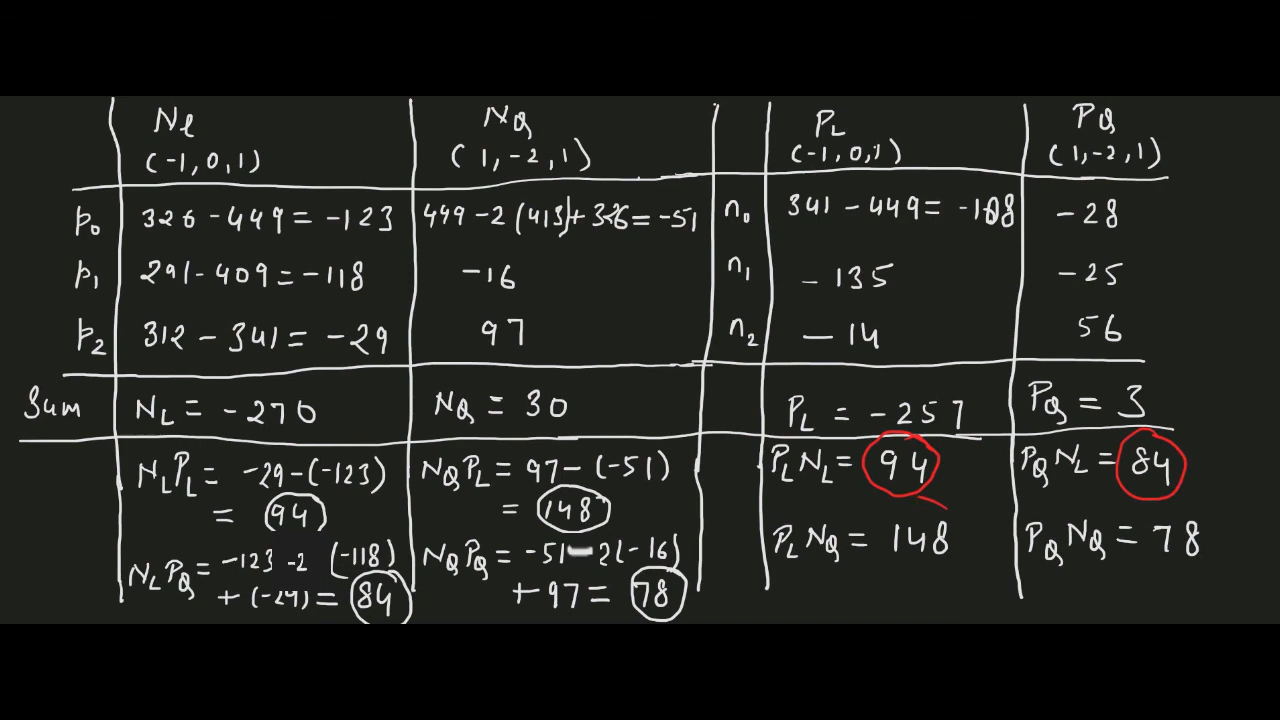 Nl NQ PL PQ
(-1, 0, 1) (1, -2, 1) (-1, 0, 1) (1, -2, 1)
p0 326 - 449 = -123 449 - 2 (413) + 326 = -51 n0 341 - 449 = -108 -28
p1 291 - 409 = -118 -16 n1 -135 -25
p2 312 - 341 = -29 97 n2 -14 56
Sum NL = -270 NQ = 30 PL = -257 PQ = 3
NLPL = -29 - (-123) NQPL = 97 - (-51) PLNL = 94 PQNL = 84
= 94 = 148
PLNQ = 148 PQNQ = 78
NLPQ = -123 -2 (-118) NQPQ = -51 - 2(-16)
+ (-29) = 84 + 97 = 78